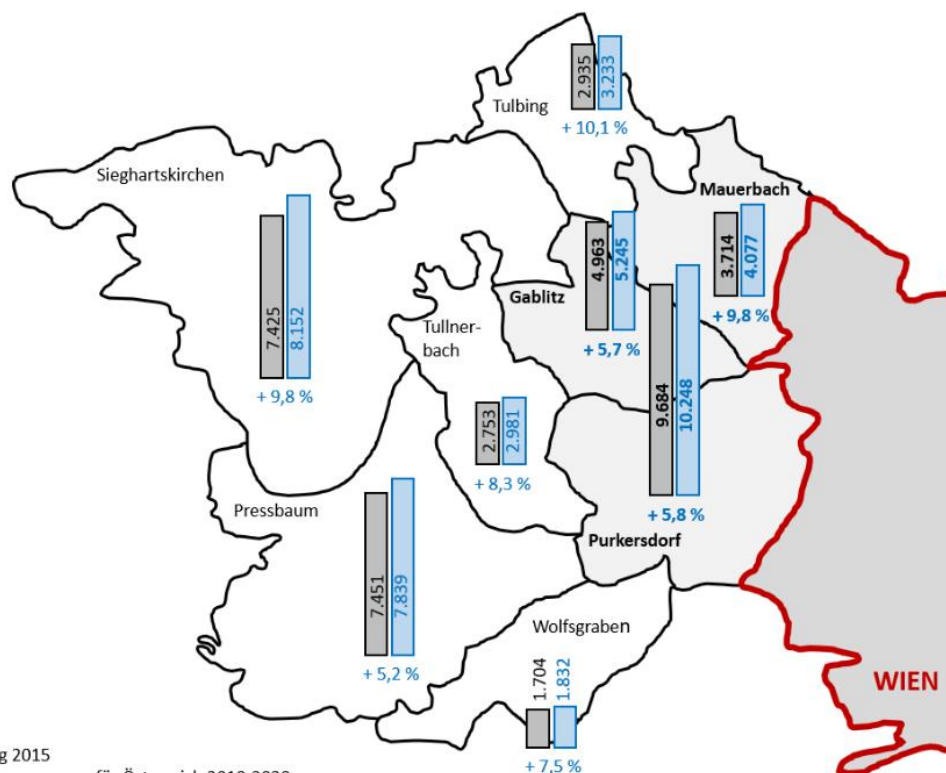 Tulbing
2.935
3.233
+ 10,1 %
Sieghartskirchen
7.425
8.152
+ 9,8 %
Mauerbach
3.714
4.077
+ 9,8 %
Gablitz
4.963
5.245
+ 5,7 %
Tullner-
bach
2.753
2.981
+ 8,3 %
9.684
10.248
+ 5,8 %
Purkersdorf
Pressbaum
7.451
7.839
+ 5,2 %
Wolfsgraben
1.704
1.832
+ 7,5 %
WIEN
2015